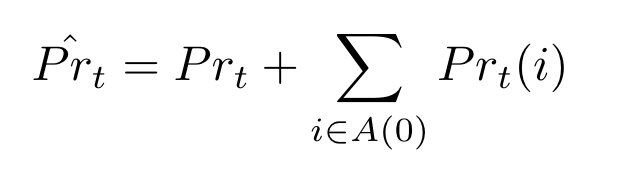 $\hat{Pr}_t = Pr_t + \sum_{i \in A(0)} Pr_t(i)$